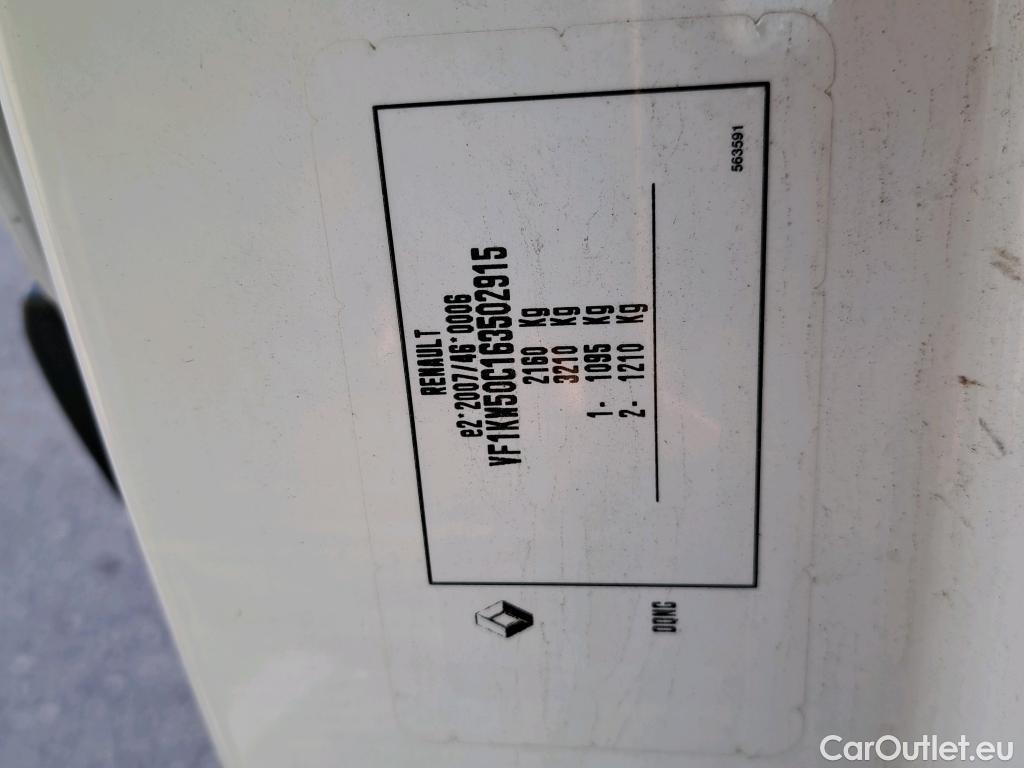 RENAULT
e2*2007/46*0006
VF1KW50C163502915
2160 Kg
3210 Kg
1- 1095 Kg
2- 1210 Kg
563591
DQNC
CarOutlet.eu